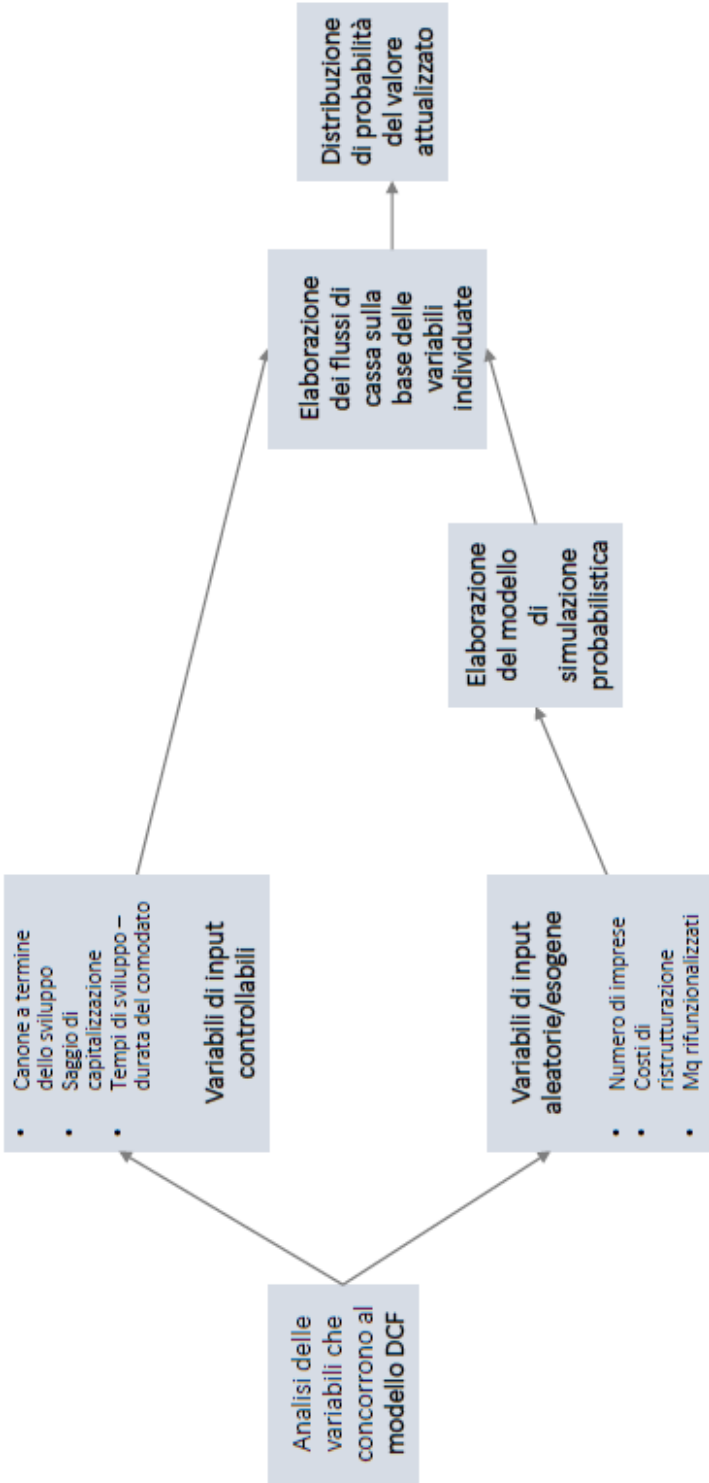 Analisi delle
variabili che
concorrono al
modello DCF
• Canone a termine
dello sviluppo
• Saggio di
capitalizzazione
• Tempi di sviluppo –
durata del comodato
Variabili di input
controllabili
Variabili di input
aleatorie/esogene
• Numero di imprese
• Costi di
ristrutturazione
• Mq rifunzionalizzati
Elaborazione
del modello
di
simulazione
probabilistica
Elaborazione
dei flussi di
cassa sulla
base delle
variabili
individuate
Distribuzione
di probabilità
del valore
attualizzato